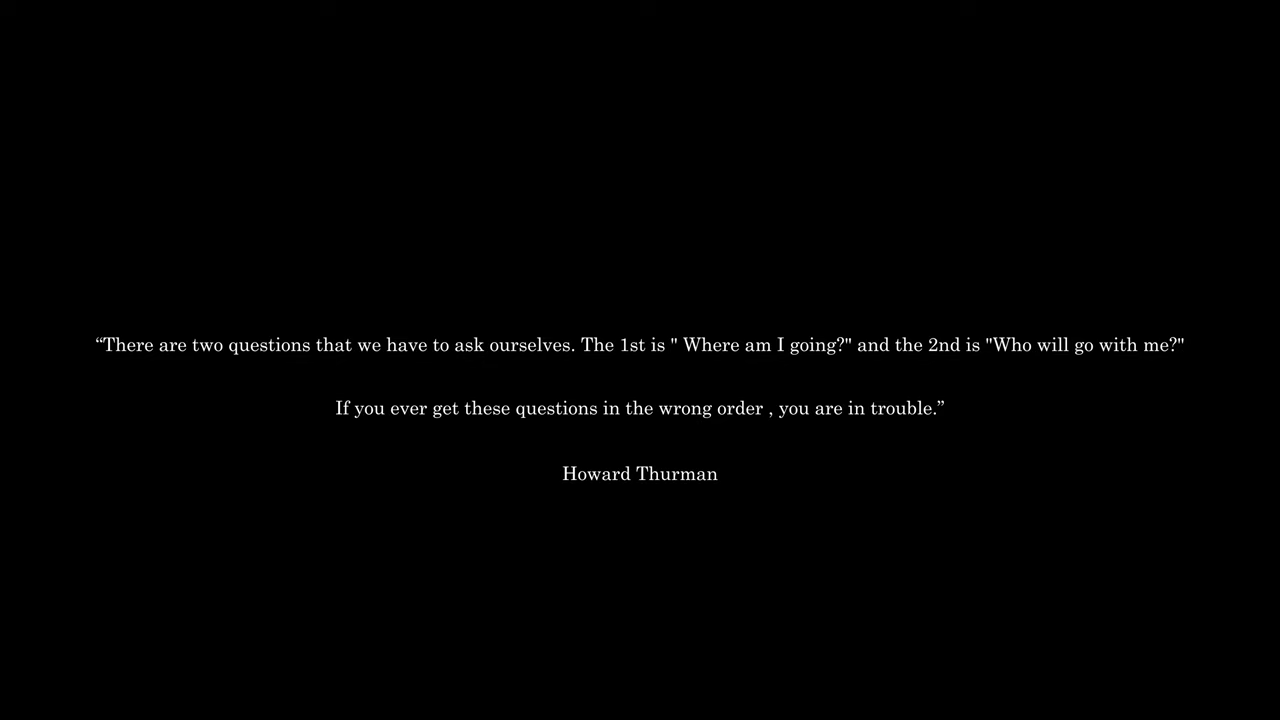 “There are two questions that we have to ask ourselves. The 1st is " Where am I going?" and the 2nd is "Who will go with me?"
If you ever get these questions in the wrong order , you are in trouble.”
Howard Thurman